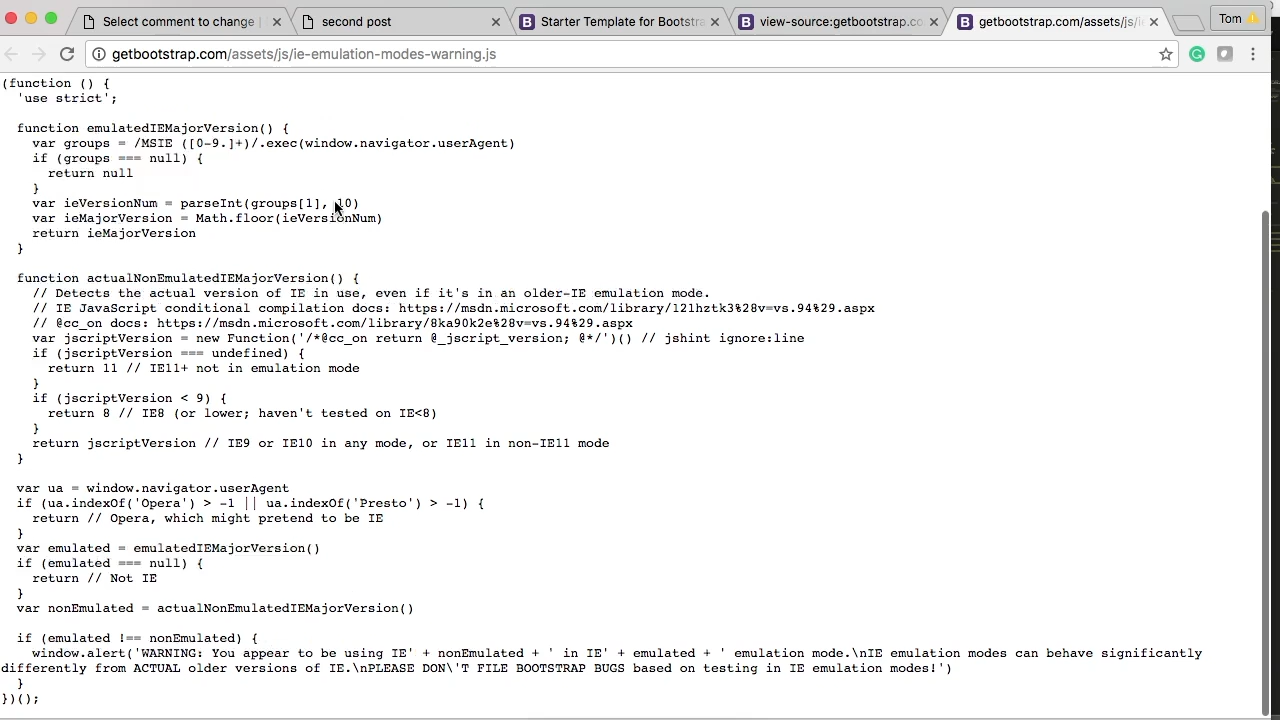 Select comment to change |
second post
Starter Template for Bootstra
view-source:getbootstrap.co
getbootstrap.com/assets/js/i
Tom
getbootstrap.com/assets/js/ie-emulation-modes-warning.js
(function () {
  'use strict';

  function emulatedIEMajorVersion() {
    var groups = /MSIE ([0-9.]+)/.exec(window.navigator.userAgent)
    if (groups === null) {
      return null
    }
    var ieVersionNum = parseInt(groups[1], 10)
    var ieMajorVersion = Math.floor(ieVersionNum)
    return ieMajorVersion
  }

  function actualNonEmulatedIEMajorVersion() {
    // Detects the actual version of IE in use, even if it's in an older-IE emulation mode.
    // IE JavaScript conditional compilation docs: https://msdn.microsoft.com/library/121hztk3%28v=vs.94%29.aspx
    // @cc_on docs: https://msdn.microsoft.com/library/8ka90k2e%28v=vs.94%29.aspx
    var jscriptVersion = new Function('/*@cc_on return @_jscript_version; @*/')() // jshint ignore:line
    if (jscriptVersion === undefined) {
      return 11 // IE11+ not in emulation mode
    }
    if (jscriptVersion < 9) {
      return 8 // IE8 (or lower; haven't tested on IE<8)
    }
    return jscriptVersion // IE9 or IE10 in any mode, or IE11 in non-IE11 mode
  }

  var ua = window.navigator.userAgent
  if (ua.indexOf('Opera') > -1 || ua.indexOf('Presto') > -1) {
    return // Opera, which might pretend to be IE
  }
  var emulated = emulatedIEMajorVersion()
  if (emulated === null) {
    return // Not IE
  }
  var nonEmulated = actualNonEmulatedIEMajorVersion()

  if (emulated !== nonEmulated) {
    window.alert('WARNING: You appear to be using IE' + nonEmulated + ' in IE' + emulated + ' emulation mode.\nIE emulation modes can behave significantly
differently from ACTUAL older versions of IE.\nPLEASE DON\'T FILE BOOTSTRAP BUGS based on testing in IE emulation modes!')
  }
})();